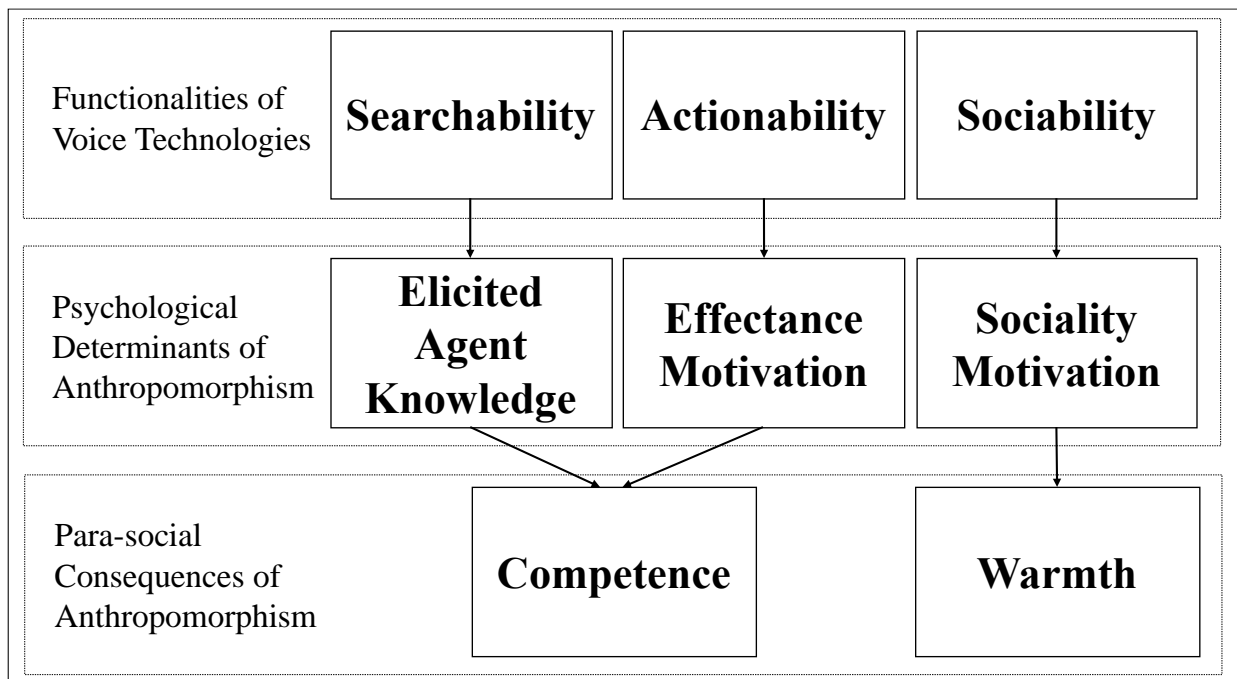 Functionalities of
Voice Technologies
Searchability
Actionability
Sociability
Psychological
Determinants of
Anthropomorphism
Elicited
Agent
Knowledge
Effectance
Motivation
Sociality
Motivation
Para-social
Consequences of
Anthropomorphism
Competence
Warmth